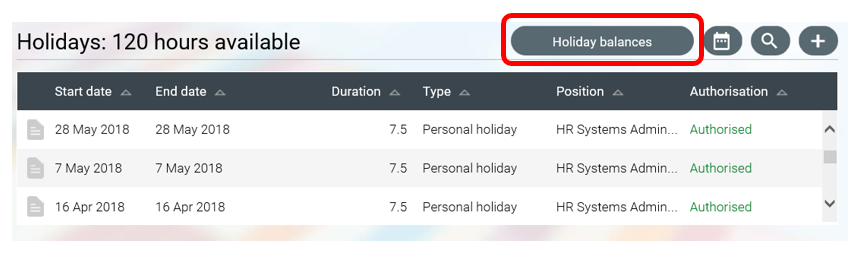 Holidays: 120 hours available Holiday balances
Start date End date Duration Type Position Authorisation
28 May 2018 28 May 2018 7.5 Personal holiday HR Systems Admin... Authorised
7 May 2018 7 May 2018 7.5 Personal holiday HR Systems Admin... Authorised
16 Apr 2018 16 Apr 2018 7.5 Personal holiday HR Systems Admin... Authorised